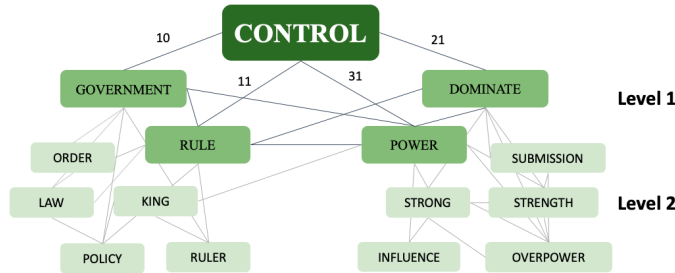 CONTROL
10
21
11
31
GOVERNMENT
DOMINATE
Level 1
RULE
POWER
ORDER
SUBMISSION
LAW
KING
STRONG
STRENGTH
Level 2
POLICY
RULER
INFLUENCE
OVERPOWER